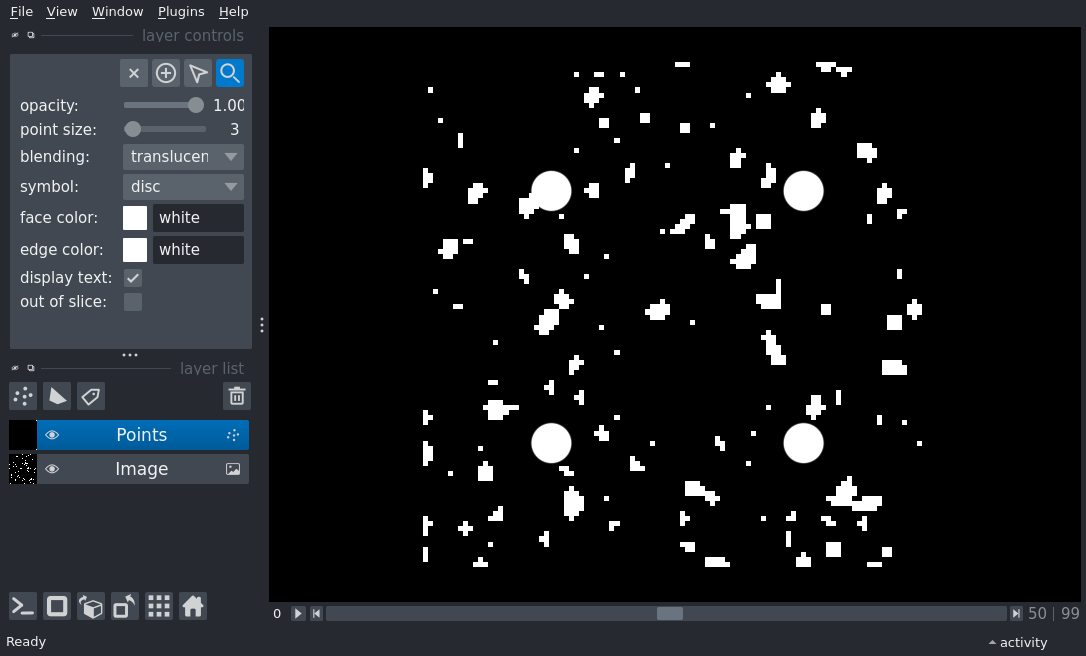 File View Window Plugins Help
layer controls
opacity: 1.00
point size: 3
blending: translucen
symbol: disc
face color: white
edge color: white
display text:
out of slice:
layer list
Points
Image
0 50 | 99
Ready activity